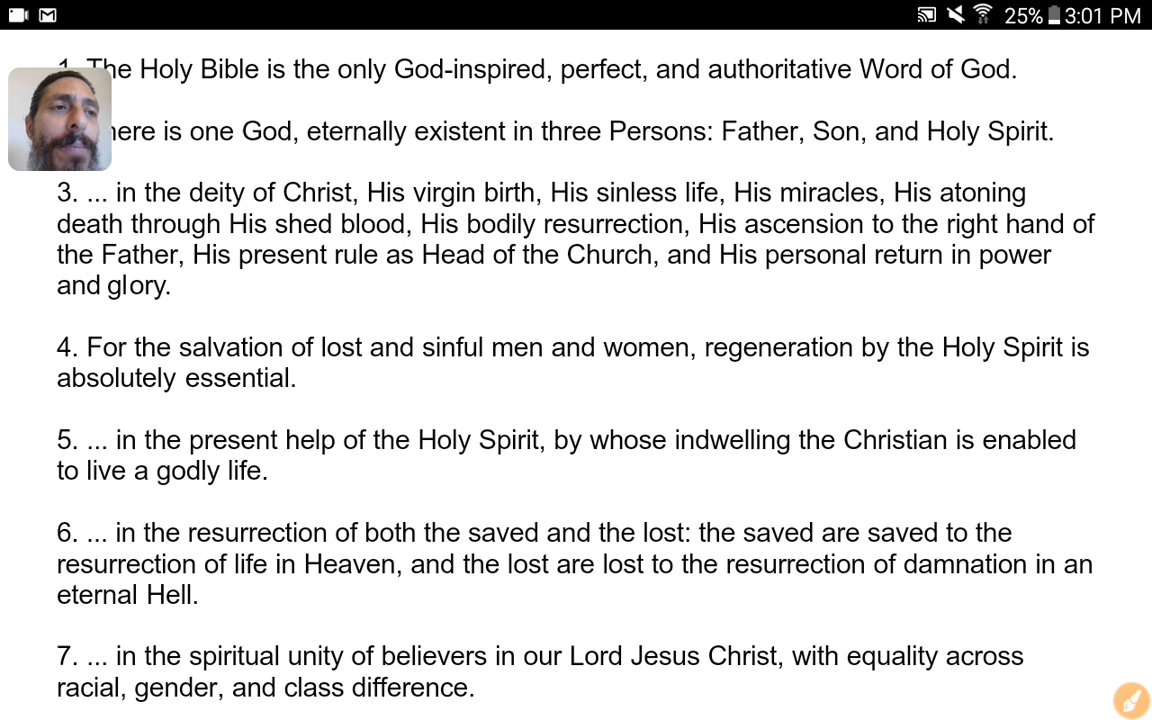 25% 3:01 PM
1. The Holy Bible is the only God-inspired, perfect, and authoritative Word of God.
here is one God, eternally existent in three Persons: Father, Son, and Holy Spirit.
3. ... in the deity of Christ, His virgin birth, His sinless life, His miracles, His atoning
death through His shed blood, His bodily resurrection, His ascension to the right hand of
the Father, His present rule as Head of the Church, and His personal return in power
and glory.
4. For the salvation of lost and sinful men and women, regeneration by the Holy Spirit is
absolutely essential.
5. ... in the present help of the Holy Spirit, by whose indwelling the Christian is enabled
to live a godly life.
6. ... in the resurrection of both the saved and the lost: the saved are saved to the
resurrection of life in Heaven, and the lost are lost to the resurrection of damnation in an
eternal Hell.
7. ... in the spiritual unity of believers in our Lord Jesus Christ, with equality across
racial, gender, and class difference.